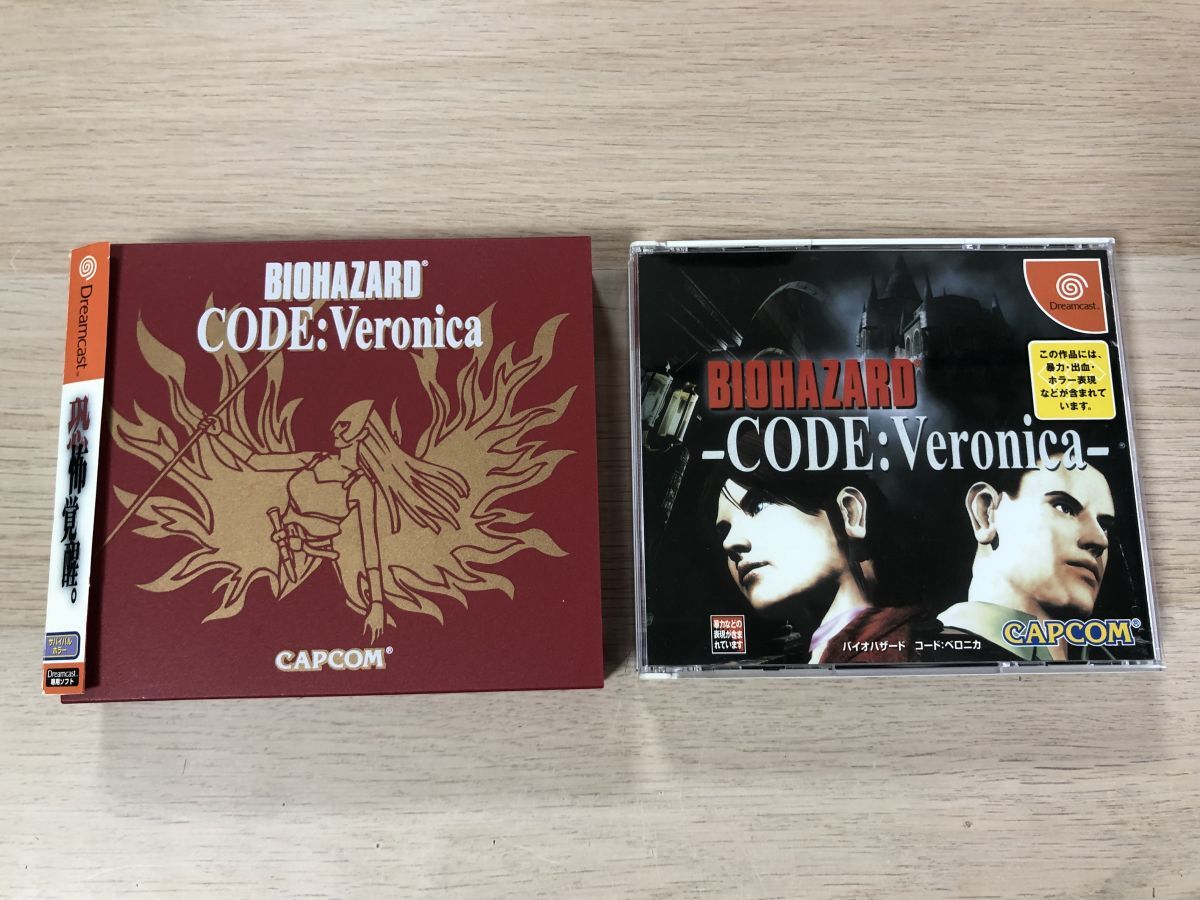 Dreamcast
恐怖覚醒。
サバイバル
ホラー
Dreamcast
専用ソフト
BIOHAZARD®
CODE:Veronica
CAPCOM®
Dreamcast
この作品には、
暴力・出血・
ホラー表現
などが含まれて
います。
BIOHAZARD
-CODE:Veronica-
暴力などの
表現が含ま
れています
バイオハザード コード:ベロニカ
CAPCOM®